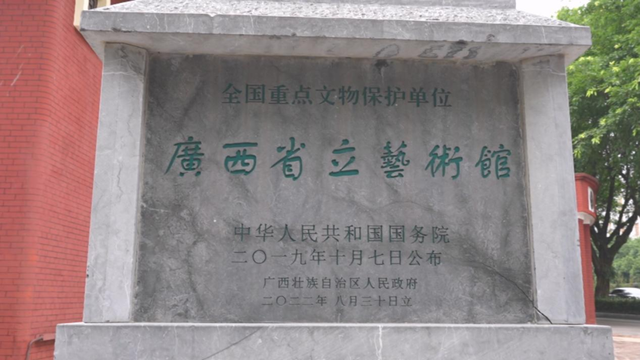 全国重点文物保护单位
廣西省立藝術館
中华人民共和国国务院
二〇一九年十月七日公布
广西壮族自治区人民政府
二〇二二年 八月三十日立